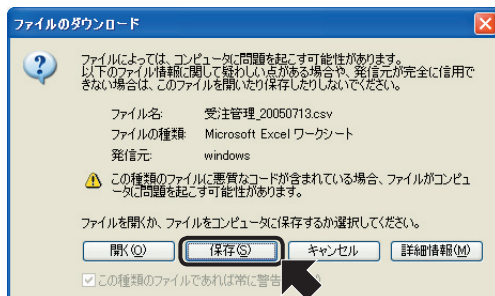 ファイルのダウンロード
ファイルによっては、コンピュータに問題を起こす可能性があります。
以下のファイル情報に関して疑わしい点がある場合や、発信元が完全に信用で
きない場合は、このファイルを開いたり保存したりしないでください。
ファイル名: 受注管理_20050713.csv
ファイルの種類: Microsoft Excel ワークシート
発信元: windows
この種類のファイルに悪質なコードが含まれている場合、ファイルがコンピュ
ータに問題を起こす可能性があります。
ファイルを開くか、ファイルをコンピュータに保存するか選択してください。
開く(O) 保存(S) キャンセル 詳細情報(M)
この種類のファイルであれば常に警告